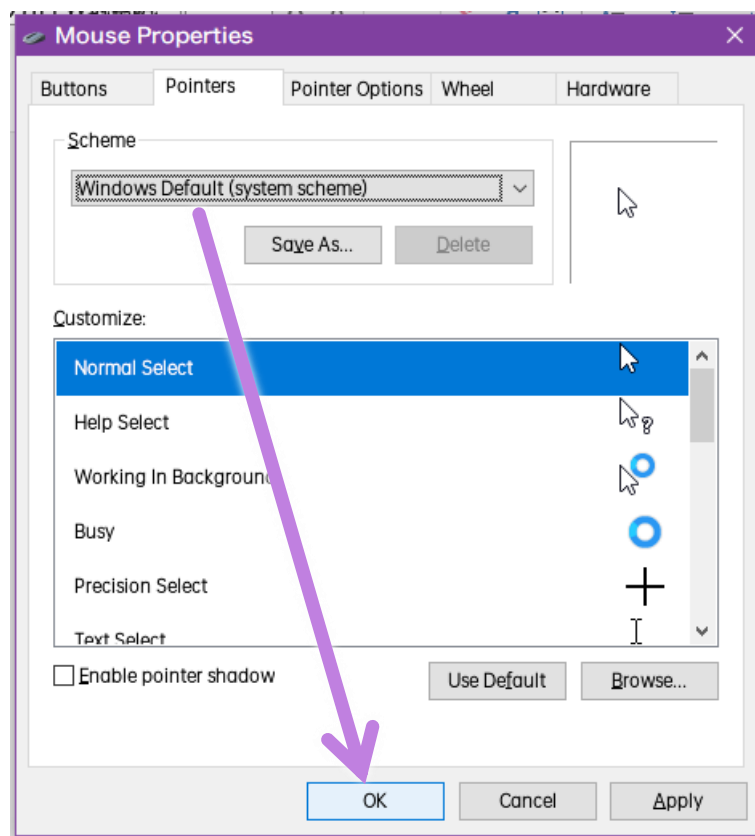 Mouse Properties
Buttons Pointers Pointer Options Wheel Hardware
Scheme
Windows Default (system scheme)
Save As... Delete
Customize:
Normal Select
Help Select
Working In Background
Busy
Precision Select
Text Select
Enable pointer shadow Use Default Browse...
OK Cancel Apply